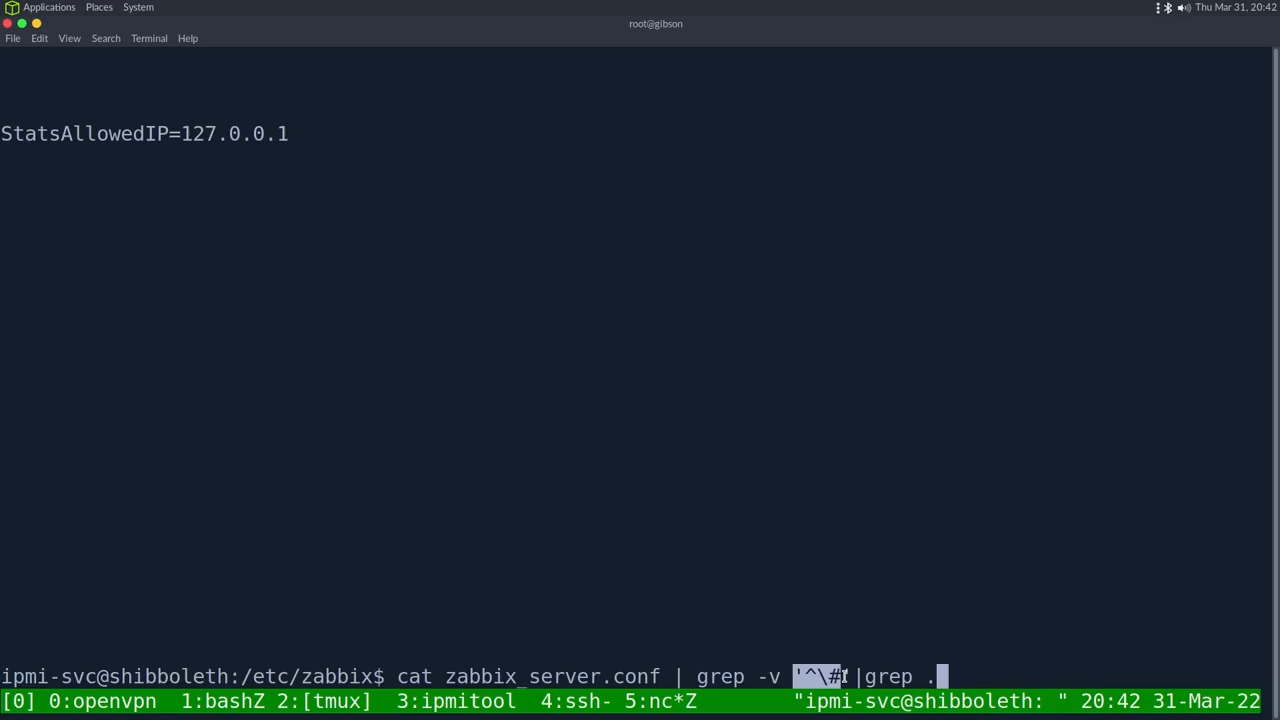 Applications Places System Thu Mar 31, 20:42
root@gibson
File Edit View Search Terminal Help
StatsAllowedIP=127.0.0.1
ipmi-svc@shibboleth:/etc/zabbix$ cat zabbix_server.conf | grep -v '^\#'|grep .
[0] 0:openvpn 1:bashZ 2:[tmux] 3:ipmitool 4:ssh- 5:nc*Z "ipmi-svc@shibboleth: " 20:42 31-Mar-22